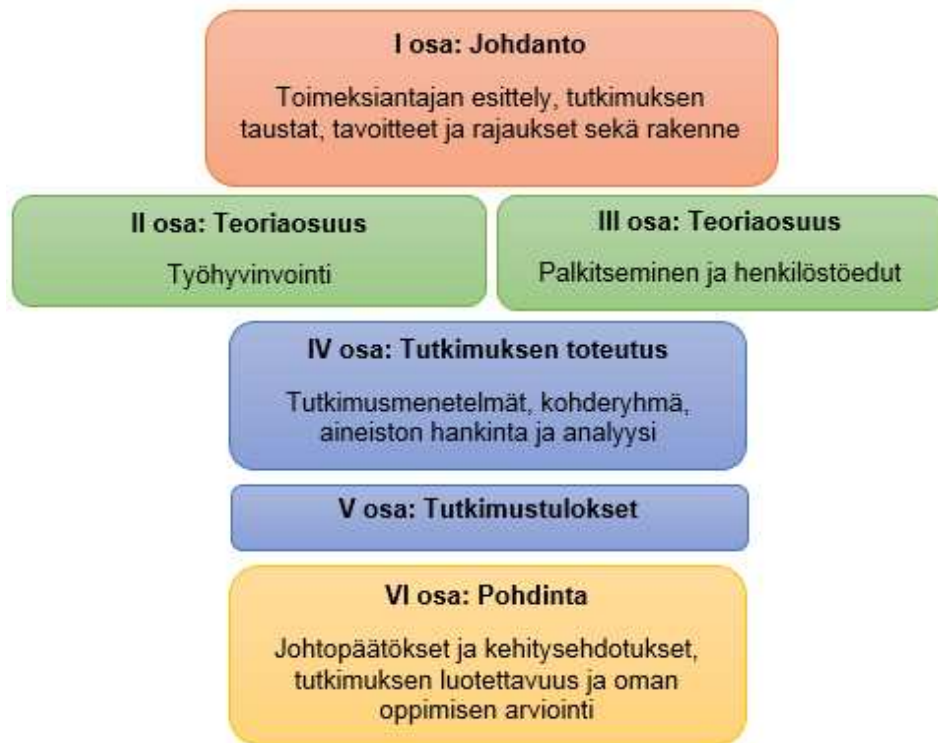 I osa: Johdanto
Toimeksiantajan esittely, tutkimuksen
taustat, tavoitteet ja rajaukset sekä rakenne
II osa: Teoriaosuus
Työhyvinvointi
III osa: Teoriaosuus
Palkitseminen ja henkilöstöedut
IV osa: Tutkimuksen toteutus
Tutkimusmenetelmät, kohderyhmä,
aineiston hankinta ja analyysi
V osa: Tutkimustulokset
VI osa: Pohdinta
Johtopäätökset ja kehitysehdotukset,
tutkimuksen luotettavuus ja oman
oppimisen arviointi